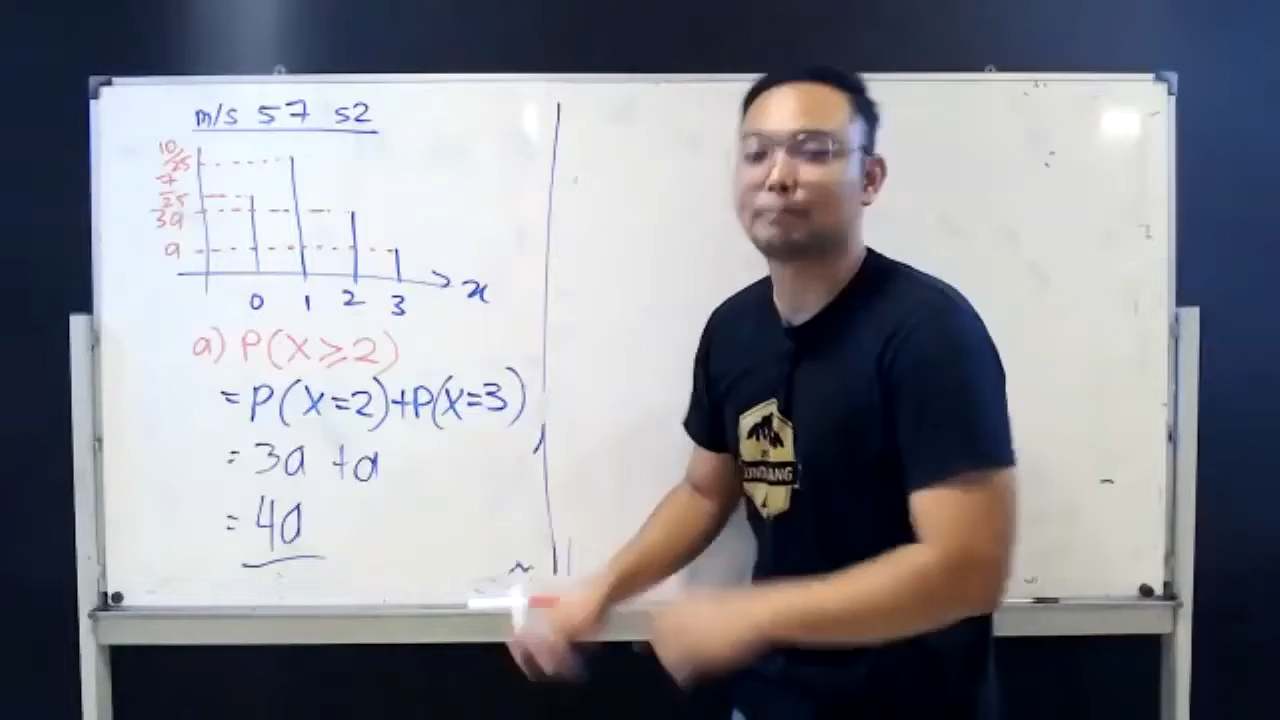 m/s 57 S2
10/25
7/25
3a
a
x
0 1 2 3
a) P(X≥2)
= P(X=2)+P(X=3)
= 3a + a
= 4a